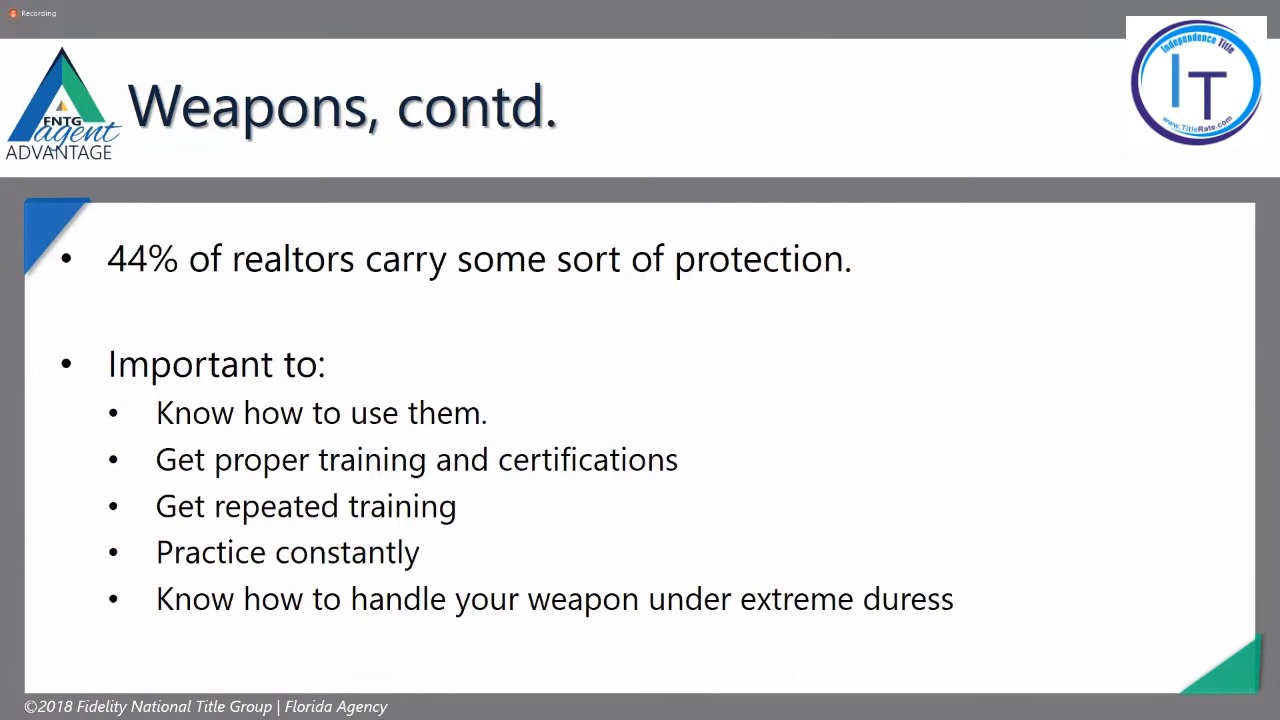 Recording
Weapons, contd.
FNTG
agent
ADVANTAGE
Independence Title
IT
www.TitleRate.com
• 44% of realtors carry some sort of protection.
• Important to:
• Know how to use them.
• Get proper training and certifications
• Get repeated training
• Practice constantly
• Know how to handle your weapon under extreme duress
©2018 Fidelity National Title Group | Florida Agency